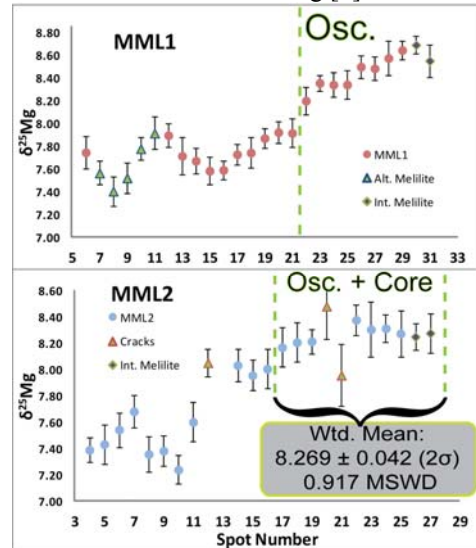 MML1
Osc.
δ²⁵Mg
8.80
8.60
8.40
8.20
8.00
7.80
7.60
7.40
7.20
7.00
MML1
Alt. Melilite
Int. Melilite
5 7 9 11 13 15 17 19 21 23 25 27 29 31 33
MML2
Osc. + Core
δ²⁵Mg
8.60
8.40
8.20
8.00
7.80
7.60
7.40
7.20
7.00
MML2
Cracks
Int. Melilite
Wtd. Mean:
8.269 ± 0.042 (2σ)
0.917 MSWD
3 5 7 9 11 13 15 17 19 21 23 25 27 29
Spot Number